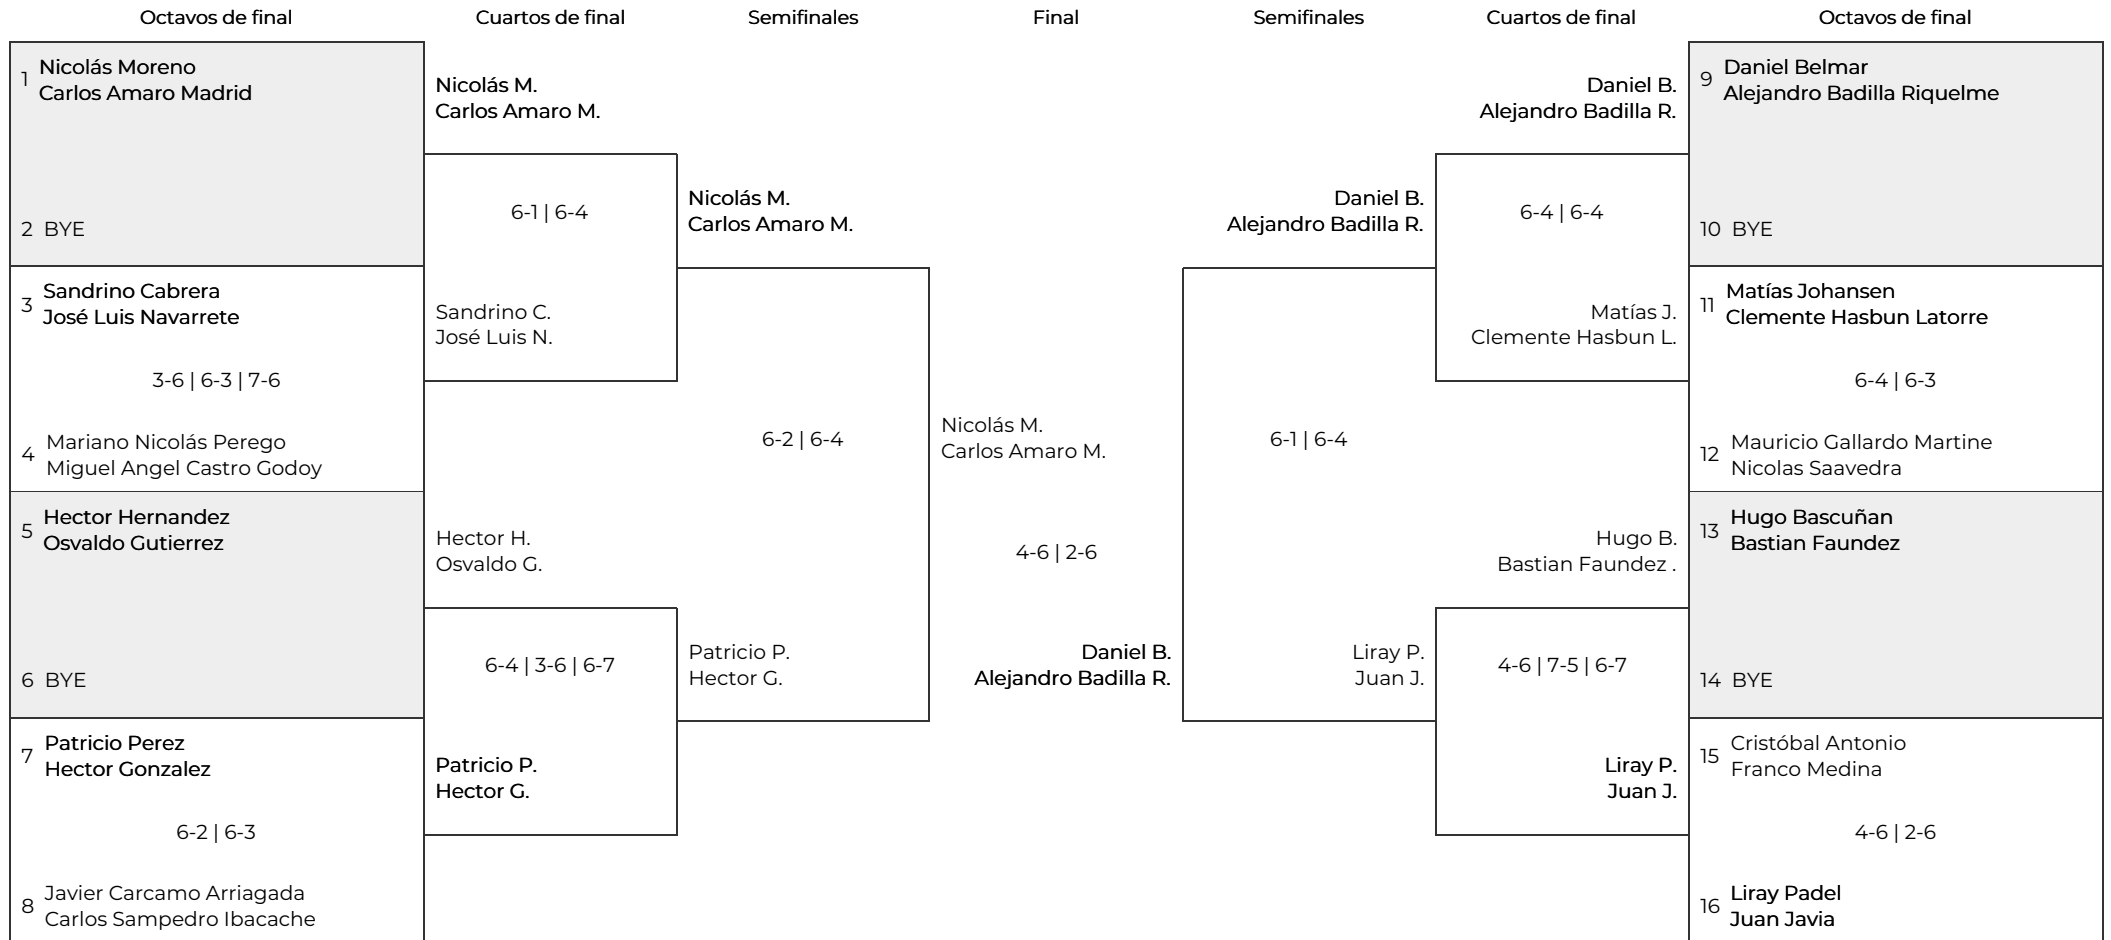 Octavos de final
Cuartos de final
Semifinales
Final
Semifinales
Cuartos de final
Octavos de final
1 Nicolás Moreno
Carlos Amaro Madrid
2 BYE
3 Sandrino Cabrera
José Luis Navarrete
3-6 | 6-3 | 7-6
4 Mariano Nicolás Perego
Miguel Angel Castro Godoy
5 Hector Hernandez
Osvaldo Gutierrez
6 BYE
7 Patricio Perez
Hector Gonzalez
6-2 | 6-3
8 Javier Carcamo Arriagada
Carlos Sampedro Ibacache
Nicolás M.
Carlos Amaro M.
6-1 | 6-4
Sandrino C.
José Luis N.
Hector H.
Osvaldo G.
6-4 | 3-6 | 6-7
Patricio P.
Hector G.
Nicolás M.
Carlos Amaro M.
6-2 | 6-4
Patricio P.
Hector G.
Nicolás M.
Carlos Amaro M.
4-6 | 2-6
Daniel B.
Alejandro Badilla R.
Daniel B.
Alejandro Badilla R.
6-1 | 6-4
Liray P.
Juan J.
Daniel B.
Alejandro Badilla R.
6-4 | 6-4
Matías J.
Clemente Hasbun L.
Hugo B.
Bastian Faundez .
4-6 | 7-5 | 6-7
Liray P.
Juan J.
9 Daniel Belmar
Alejandro Badilla Riquelme
10 BYE
11 Matías Johansen
Clemente Hasbun Latorre
6-4 | 6-3
12 Mauricio Gallardo Martine
Nicolas Saavedra
13 Hugo Bascuñan
Bastian Faundez
14 BYE
15 Cristóbal Antonio
Franco Medina
4-6 | 2-6
16 Liray Padel
Juan Javia